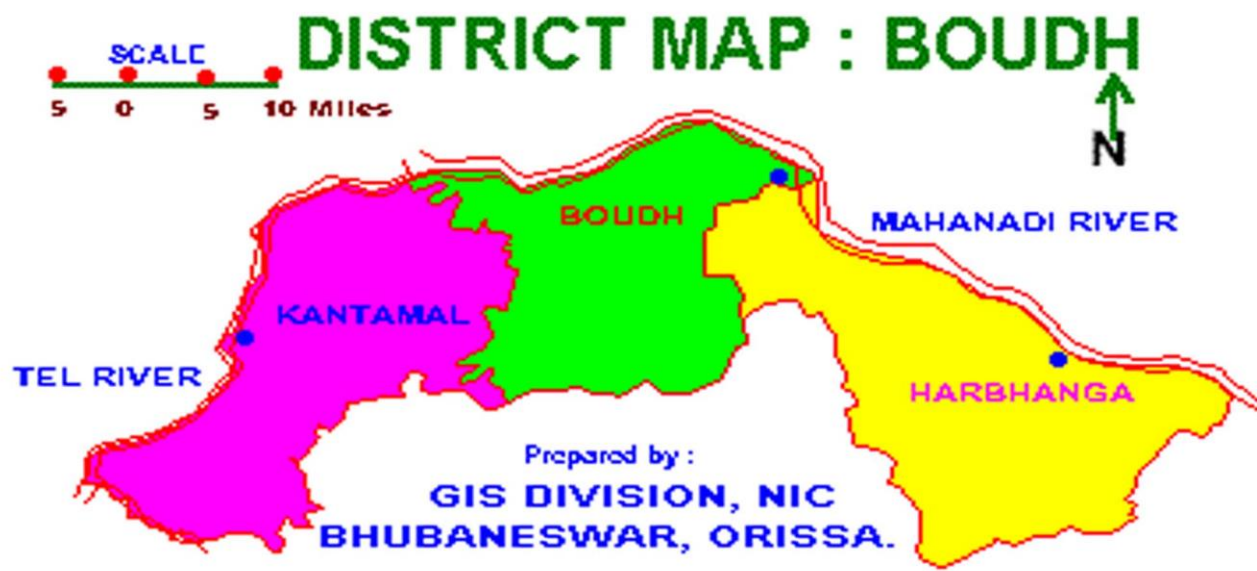 DISTRICT MAP : BOUDH
SCALE
5 0 5 10 Miles
N
BOUDH
MAHANADI RIVER
KANTAMAL
TEL RIVER
HARBHANGA
Prepared by :
GIS DIVISION, NIC
BHUBANESWAR, ORISSA.